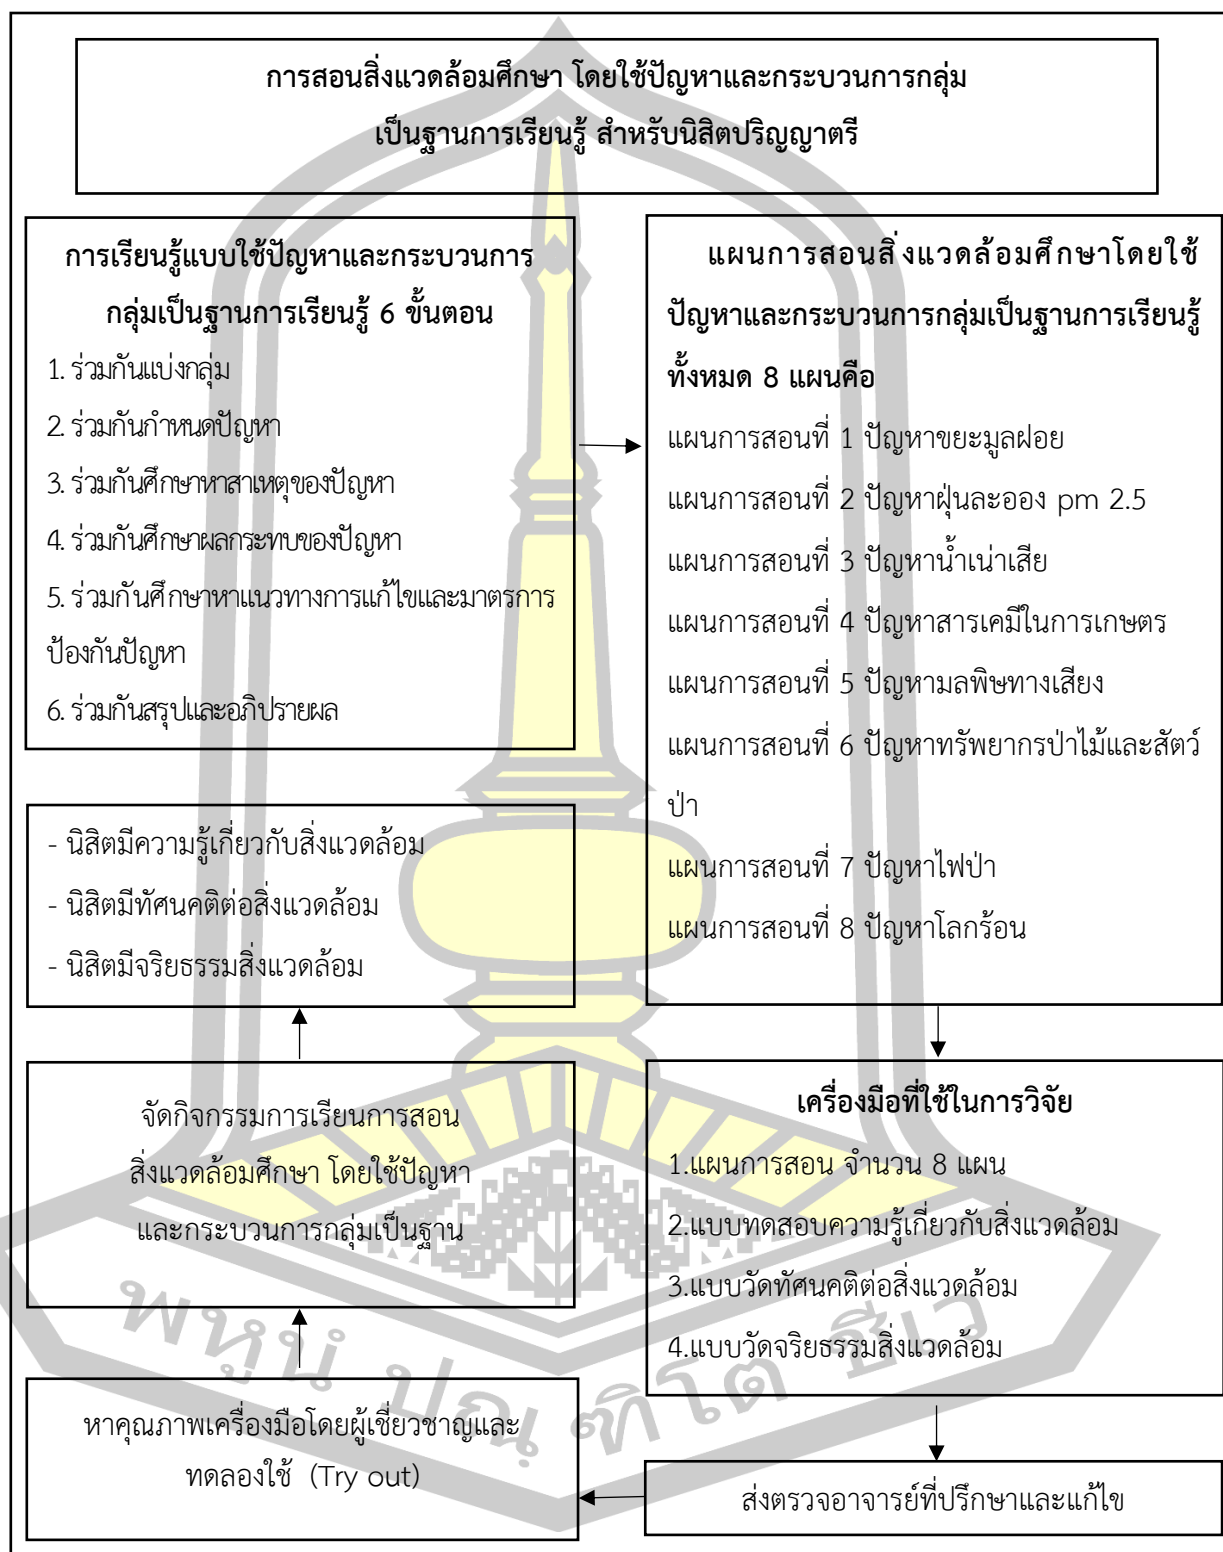 การสอนสิ่งแวดล้อมศึกษา โดยใช้ปัญหาและกระบวนการกลุ่ม
เป็นฐานการเรียนรู้ สำหรับนิสิตปริญญาตรี
การเรียนรู้แบบใช้ปัญหาและกระบวนการ
กลุ่มเป็นฐานการเรียนรู้ 6 ขั้นตอน
1. ร่วมกันแบ่งกลุ่ม
2. ร่วมกันกำหนดปัญหา
3. ร่วมกันศึกษาหาสาเหตุของปัญหา
4. ร่วมกันศึกษาผลกระทบของปัญหา
5. ร่วมกันศึกษาหาแนวทางการแก้ไขและมาตรการ
ป้องกันปัญหา
6. ร่วมกันสรุปและอภิปรายผล
แผนการสอนสิ่งแวดล้อมศึกษาโดยใช้
ปัญหาและกระบวนการกลุ่มเป็นฐานการเรียนรู้
ทั้งหมด 8 แผนคือ
แผนการสอนที่ 1 ปัญหาขยะมูลฝอย
แผนการสอนที่ 2 ปัญหาฝุ่นละออง pm 2.5
แผนการสอนที่ 3 ปัญหาน้ำเน่าเสีย
แผนการสอนที่ 4 ปัญหาสารเคมีในการเกษตร
แผนการสอนที่ 5 ปัญหามลพิษทางเสียง
แผนการสอนที่ 6 ปัญหาทรัพยากรป่าไม้และสัตว์
ป่า
แผนการสอนที่ 7 ปัญหาไฟป่า
แผนการสอนที่ 8 ปัญหาโลกร้อน
- นิสิตมีความรู้เกี่ยวกับสิ่งแวดล้อม
- นิสิตมีทัศนคติต่อสิ่งแวดล้อม
- นิสิตมีจริยธรรมสิ่งแวดล้อม
จัดกิจกรรมการเรียนการสอน
สิ่งแวดล้อมศึกษา โดยใช้ปัญหา
และกระบวนการกลุ่มเป็นฐาน
เครื่องมือที่ใช้ในการวิจัย
1.แผนการสอน จำนวน 8 แผน
2.แบบทดสอบความรู้เกี่ยวกับสิ่งแวดล้อม
3.แบบวัดทัศนคติต่อสิ่งแวดล้อม
4.แบบวัดจริยธรรมสิ่งแวดล้อม
หาคุณภาพเครื่องมือโดยผู้เชี่ยวชาญและ
ทดลองใช้ (Try out)
ส่งตรวจอาจารย์ที่ปรึกษาและแก้ไข
พหูนํ ปณฺฑิโต ชีเว